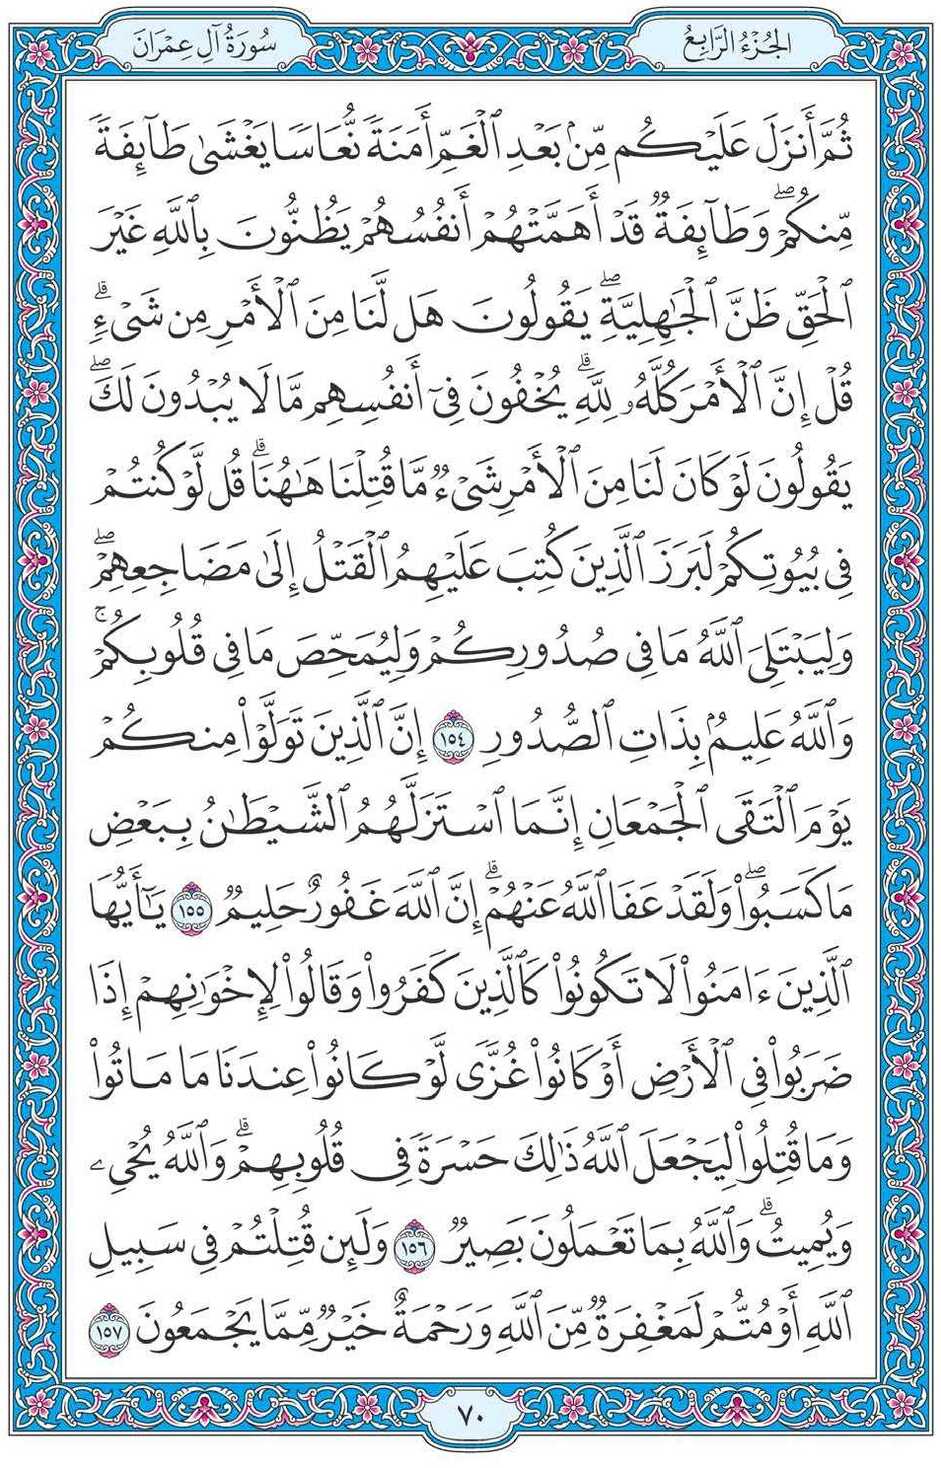 الجُزْءُ الرَّابِعُ
سُورَةُ آلِ عِمْرَانَ
ثُمَّ أَنزَلَ عَلَيْكُم مِّنۢ بَعْدِ ٱلْغَمِّ أَمَنَةً نُّعَاسًا يَغْشَىٰ طَآئِفَةً
مِّنكُمْ ۖ وَطَآئِفَةٌ قَدْ أَهَمَّتْهُمْ أَنفُسُهُمْ يَظُنُّونَ بِٱللَّهِ غَيْرَ
ٱلْحَقِّ ظَنَّ ٱلْجَٰهِلِيَّةِ ۖ يَقُولُونَ هَل لَّنَا مِنَ ٱلْأَمْرِ مِن شَىْءٍ ۗ
قُلْ إِنَّ ٱلْأَمْرَ كُلَّهُۥ لِلَّهِ ۗ يُخْفُونَ فِىٓ أَنفُسِهِم مَّا لَا يُبْدُونَ لَكَ ۖ
يَقُولُونَ لَوْ كَانَ لَنَا مِنَ ٱلْأَمْرِ شَىْءٌ مَّا قُتِلْنَا هَٰهُنَا ۗ قُل لَّوْ كُنتُمْ
فِى بُيُوتِكُمْ لَبَرَزَ ٱلَّذِينَ كُتِبَ عَلَيْهِمُ ٱلْقَتْلُ إِلَىٰ مَضَاجِعِهِمْ ۖ
وَلِيَبْتَلِىَ ٱللَّهُ مَا فِى صُدُورِكُمْ وَلِيُمَحِّصَ مَا فِى قُلُوبِكُمْ ۚ
وَٱللَّهُ عَلِيمٌۢ بِذَاتِ ٱلصُّدُورِ ١٥٤ إِنَّ ٱلَّذِينَ تَوَلَّوْا۟ مِنكُمْ
يَوْمَ ٱلْتَقَى ٱلْجَمْعَانِ إِنَّمَا ٱسْتَزَلَّهُمُ ٱلشَّيْطَٰنُ بِبَعْضِ
مَا كَسَبُوا۟ ۖ وَلَقَدْ عَفَا ٱللَّهُ عَنْهُمْ ۗ إِنَّ ٱللَّهَ غَفُورٌ حَلِيمٌ ١٥٥ يَٰٓأَيُّهَا
ٱلَّذِينَ ءَامَنُوا۟ لَا تَكُونُوا۟ كَٱلَّذِينَ كَفَرُوا۟ وَقَالُوا۟ لِإِخْوَٰنِهِمْ إِذَا
ضَرَبُوا۟ فِى ٱلْأَرْضِ أَوْ كَانُوا۟ غُزًّى لَّوْ كَانُوا۟ عِندَنَا مَا مَاتُوا۟
وَمَا قُتِلُوا۟ لِيَجْعَلَ ٱللَّهُ ذَٰلِكَ حَسْرَةً فِى قُلُوبِهِمْ ۗ وَٱللَّهُ يُحْىِۦ
وَيُمِيتُ ۗ وَٱللَّهُ بِمَا تَعْمَلُونَ بَصِيرٌ ١٥٦ وَلَئِن قُتِلْتُمْ فِى سَبِيلِ
ٱللَّهِ أَوْ مُتُّمْ لَمَغْفِرَةٌ مِّنَ ٱللَّهِ وَرَحْمَةٌ خَيْرٌ مِّمَّا يَجْمَعُونَ ١٥٧
٧٠